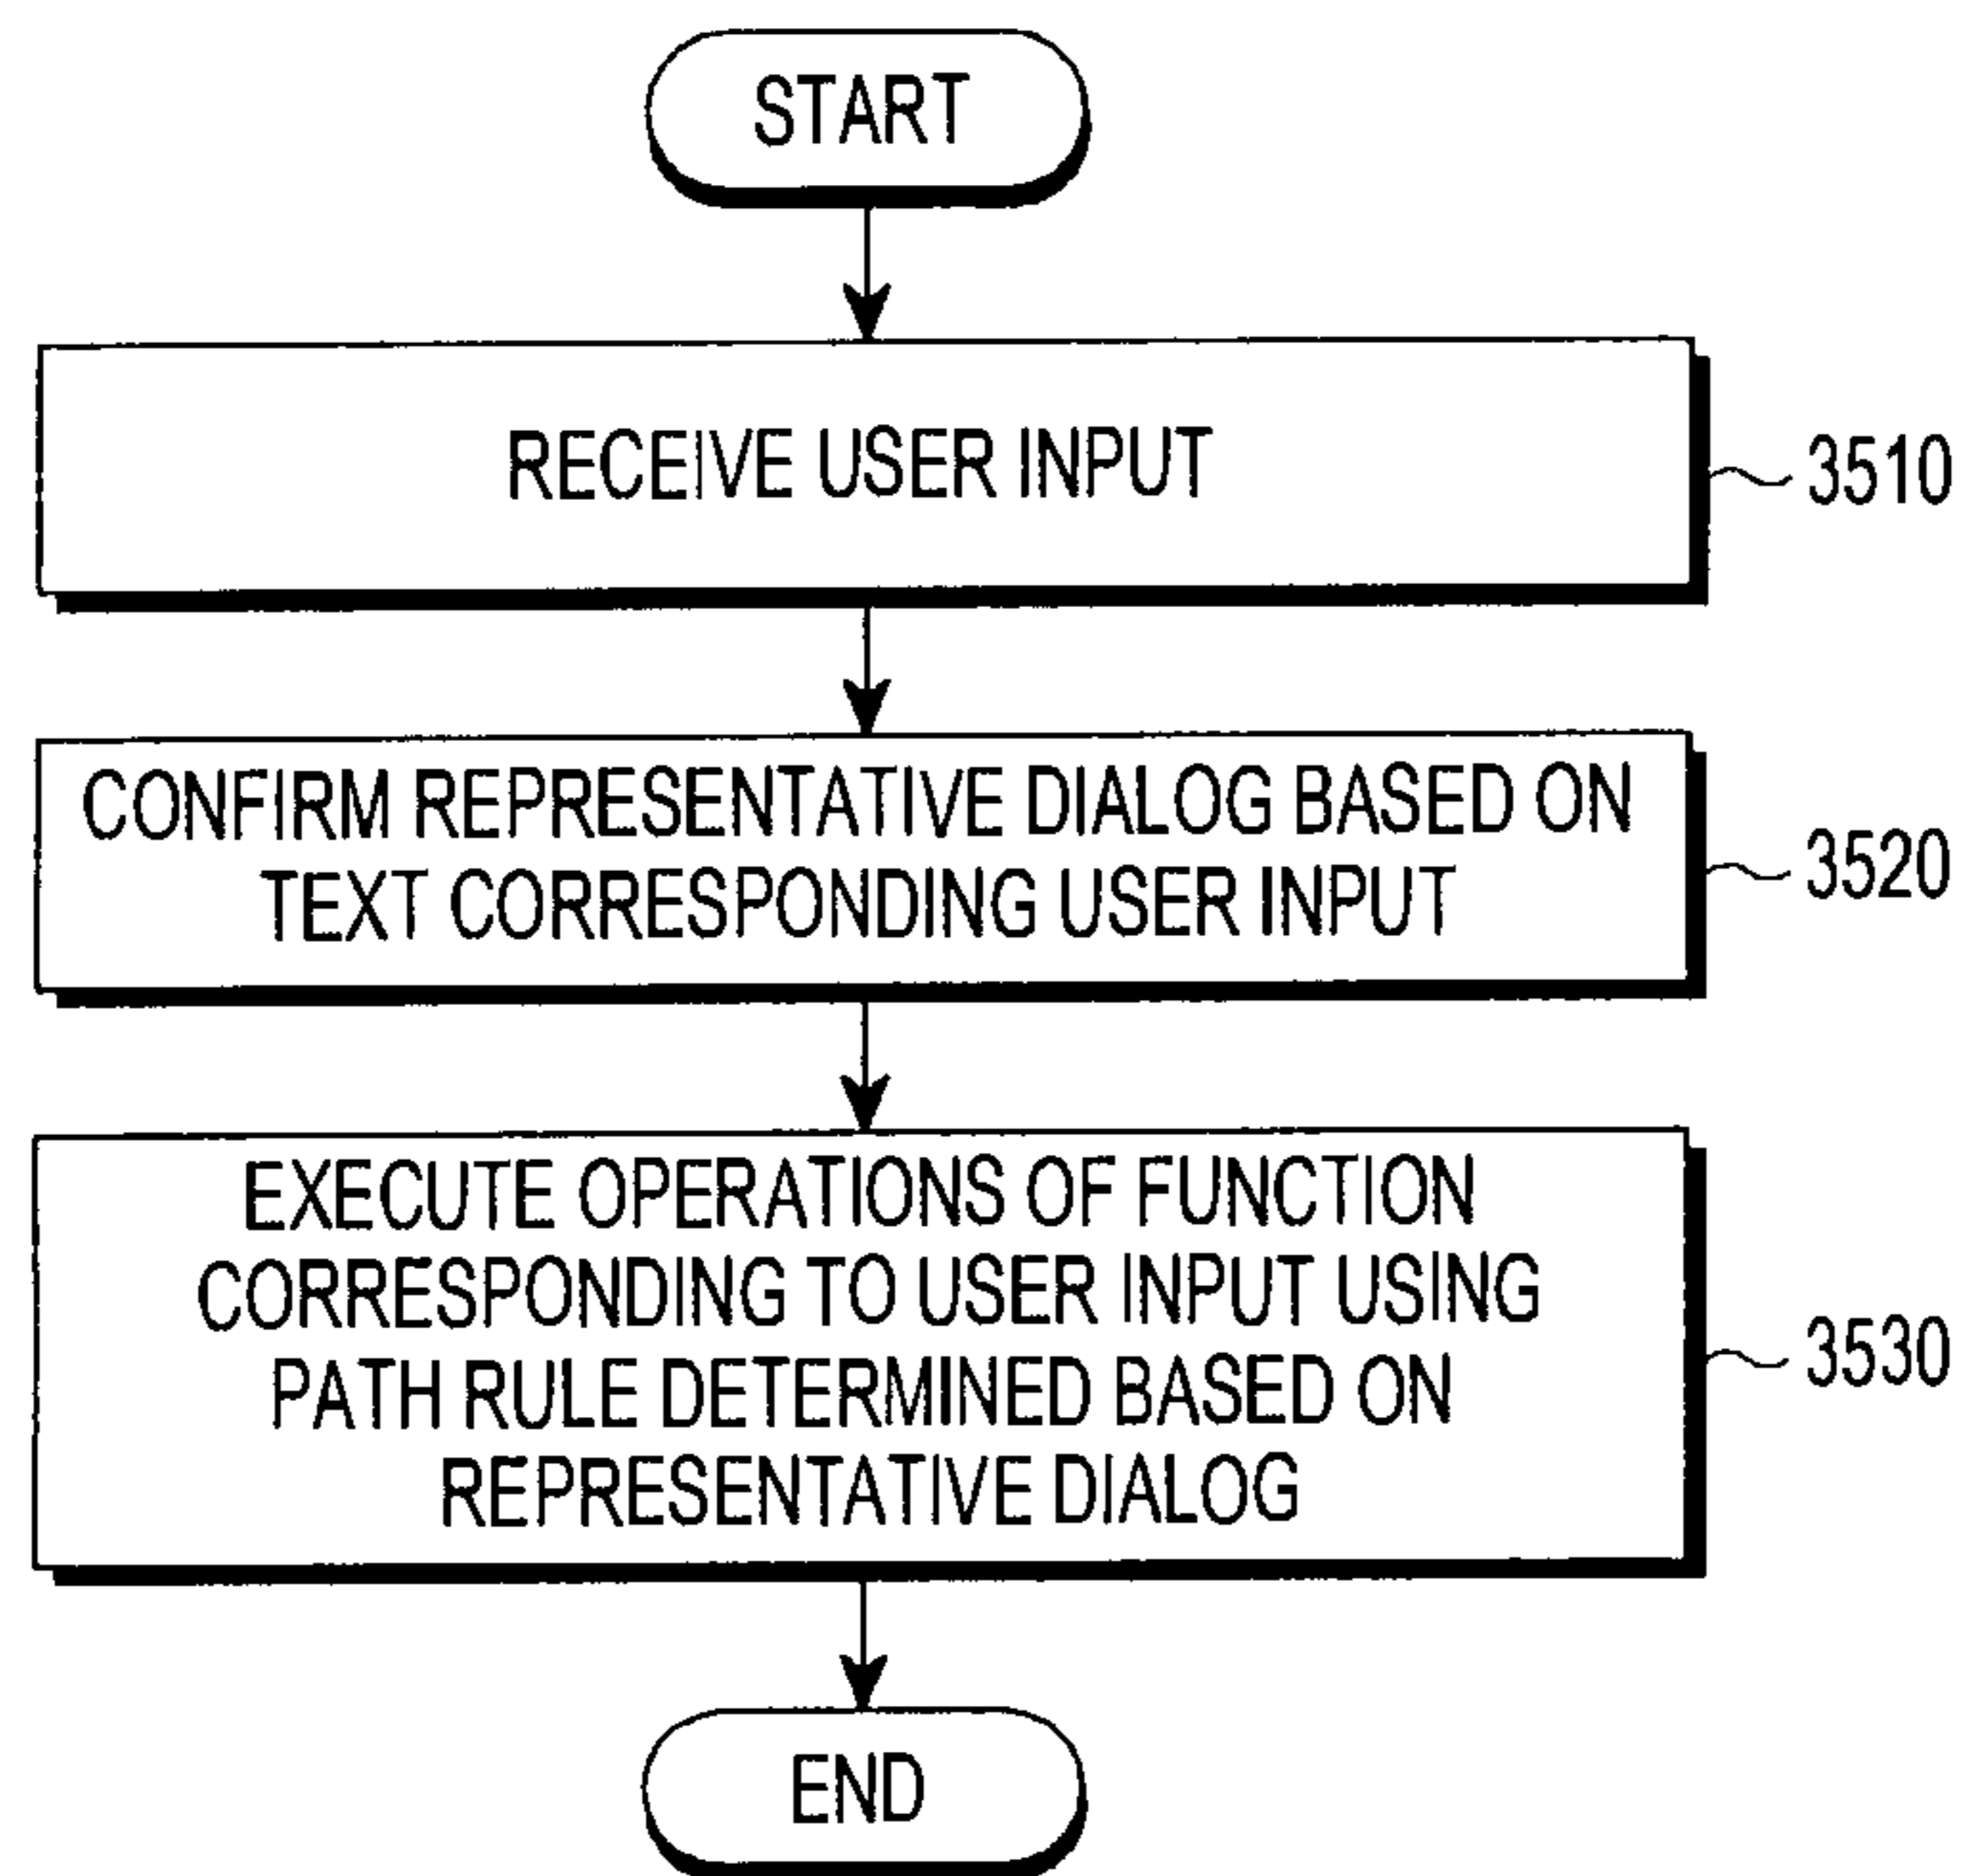 START
RECEIVE USER INPUT
3510
CONFIRM REPRESENTATIVE DIALOG BASED ON
TEXT CORRESPONDING USER INPUT
3520
EXECUTE OPERATIONS OF FUNCTION
CORRESPONDING TO USER INPUT USING
PATH RULE DETERMINED BASED ON
REPRESENTATIVE DIALOG
3530
END